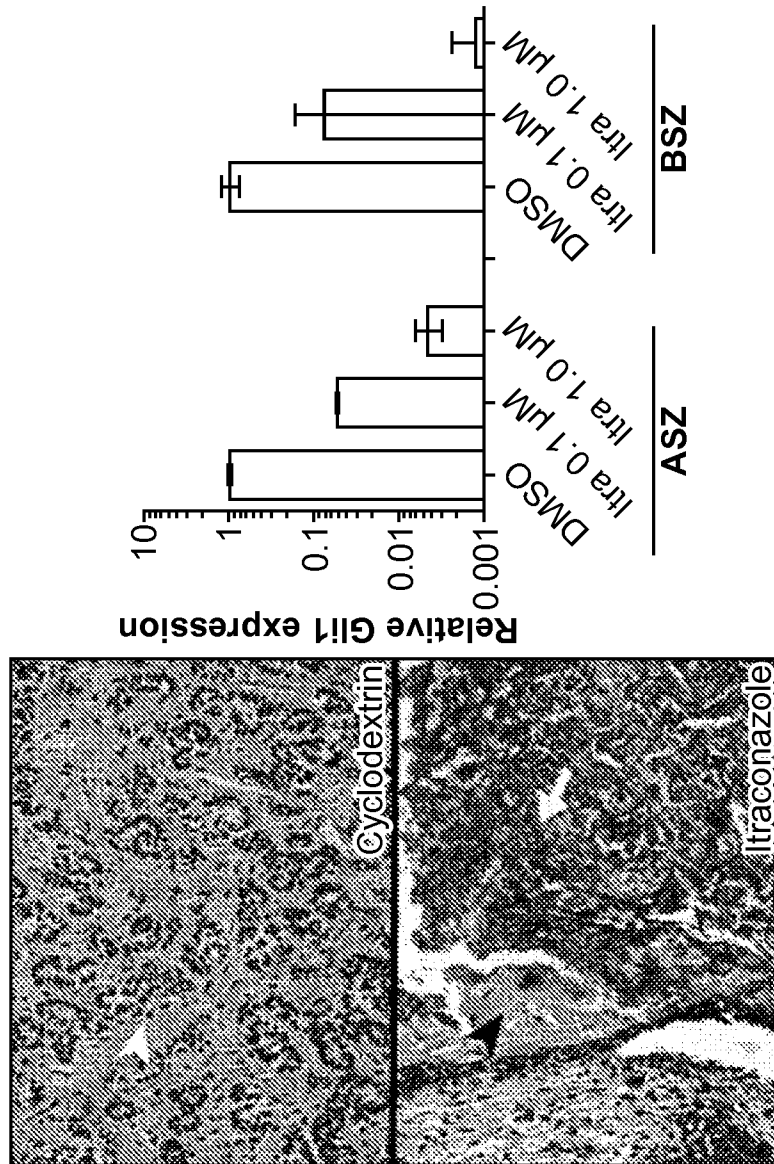 Cyclodextrin
Itraconazole
Relative Gli1 expression
10
1
0.1
0.01
0.001
DMSO
Itra 0.1 µM
Itra 1.0 µM
DMSO
Itra 0.1 µM
Itra 1.0 µM
ASZ
BSZ